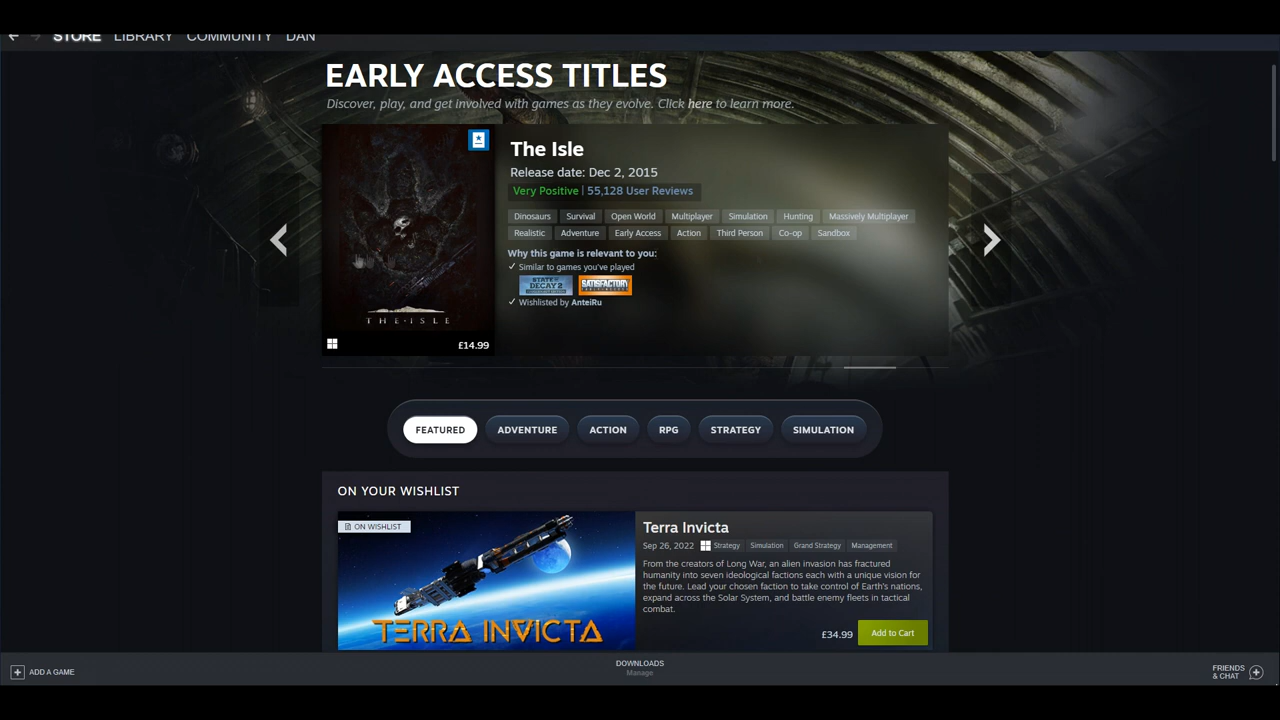 STORE LIBRARY COMMUNITY DAN
EARLY ACCESS TITLES
Discover, play, and get involved with games as they evolve. Click here to learn more.
The Isle
Release date: Dec 2, 2015
Very Positive | 55,128 User Reviews
Dinosaurs Survival Open World Multiplayer Simulation Hunting Massively Multiplayer
Realistic Adventure Early Access Action Third Person Co-op Sandbox
Why this game is relevant to you:
✓ Similar to games you've played
STATE OF DECAY 2
SATISFACTORY
✓ Wishlisted by AnteiRu
THE ISLE
£14.99
FEATURED ADVENTURE ACTION RPG STRATEGY SIMULATION
ON YOUR WISHLIST
ON WISHLIST
TERRA INVICTA
Terra Invicta
Sep 26, 2022 Strategy Simulation Grand Strategy Management
From the creators of Long War, an alien invasion has fractured
humanity into seven ideological factions each with a unique vision for
the future. Lead your chosen faction to take control of Earth's nations,
expand across the Solar System, and battle enemy fleets in tactical
combat.
£34.99 Add to Cart
ADD A GAME
DOWNLOADS
Manage
FRIENDS
& CHAT